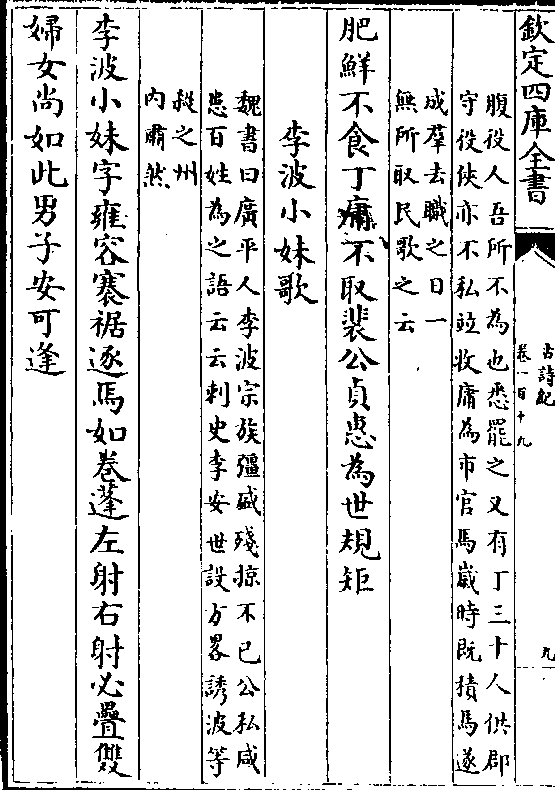 欽定四庫全書
古詩紀
卷一百十九
九
腹役人吾所不為也悉罷之又有丁三十人供郡
守役俠亦不私並收庸為市官馬嵗時既積馬遂
成羣去職之日一
無所取民歌之云
肥鮮不食丁庸不取裴公貞惠為世規矩
李波小妹歌
魏書曰廣平人李波宗族彊盛殘掠不已公私咸
患百姓為之語云云刺史李安世設方畧誘波等
殺之州
内肅然
李波小妹字雍容褰裾逐馬如卷蓬左射右射必疊雙
婦女尚如此男子安可逢